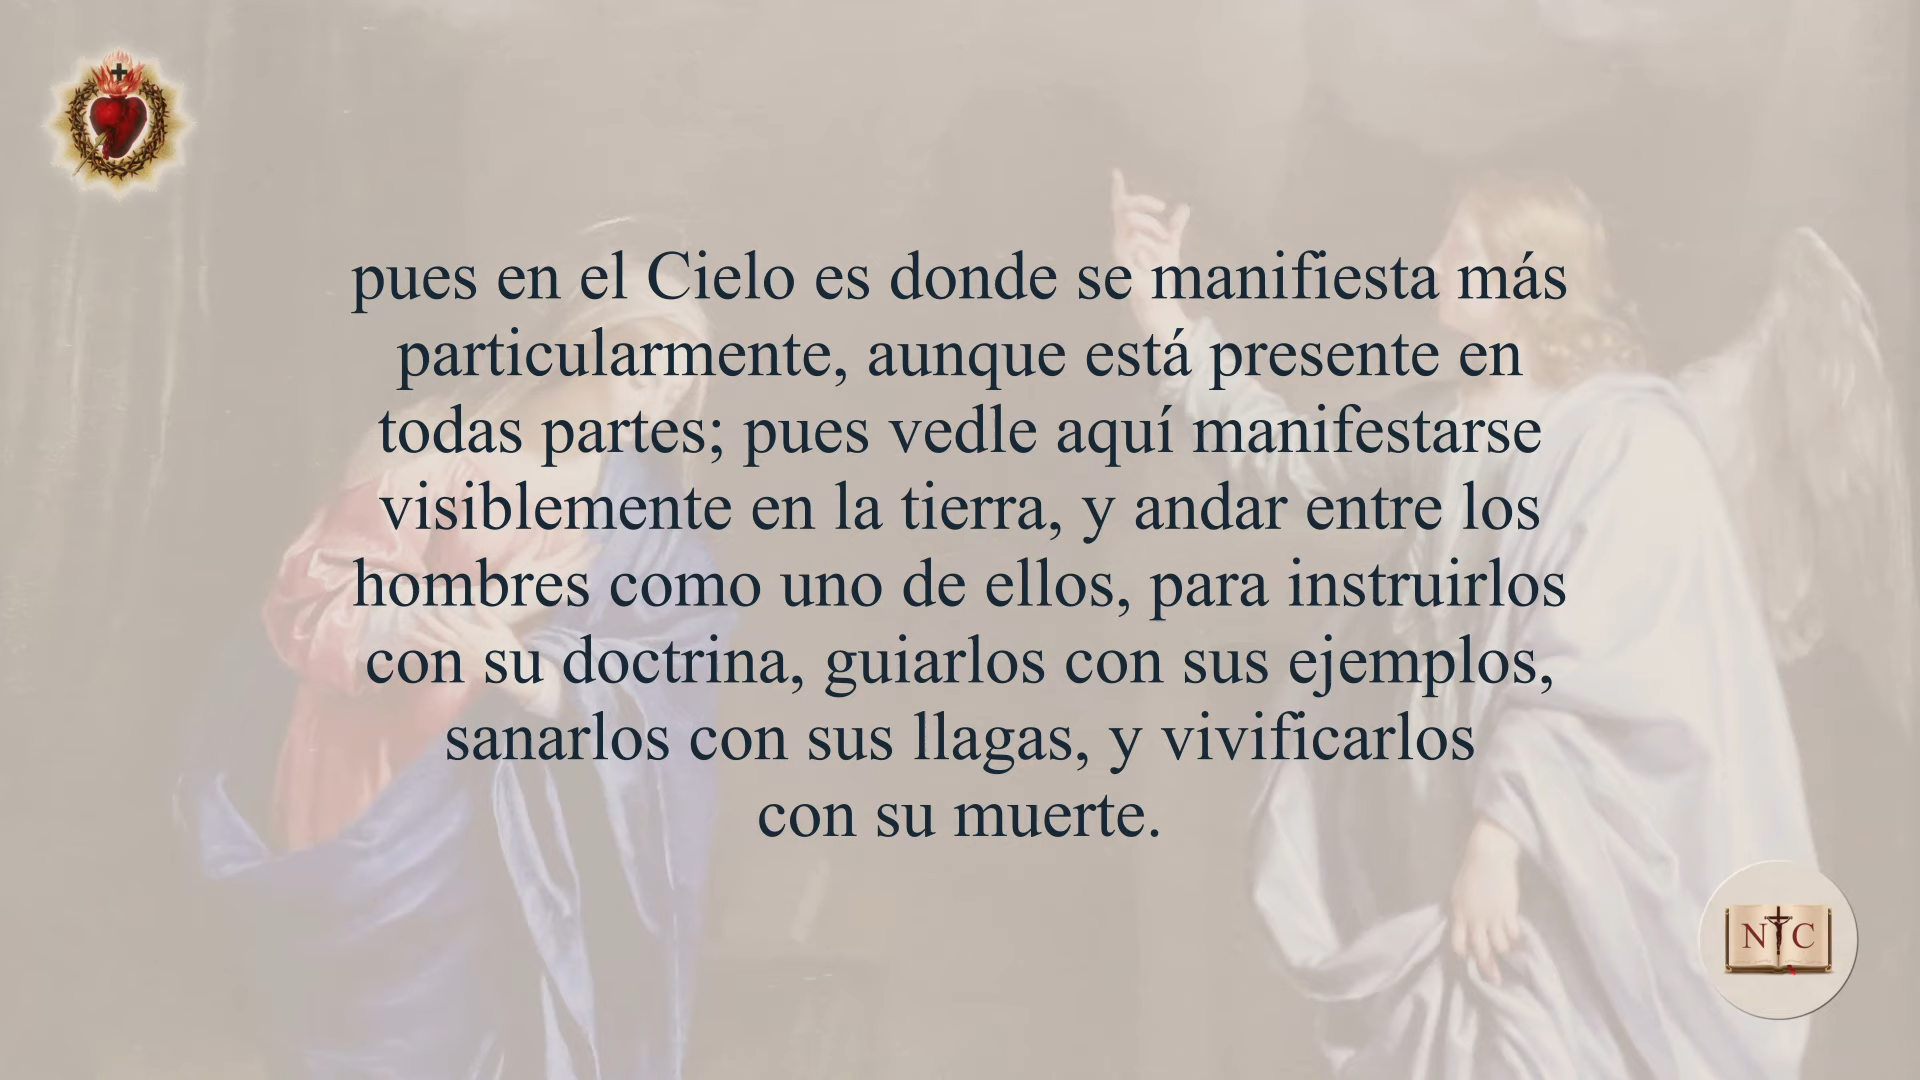 pues en el Cielo es donde se manifiesta más
particularmente, aunque está presente en
todas partes; pues vedle aquí manifestarse
visiblemente en la tierra, y andar entre los
hombres como uno de ellos, para instruirlos
con su doctrina, guiarlos con sus ejemplos,
sanarlos con sus llagas, y vivificarlos
con su muerte.
N C